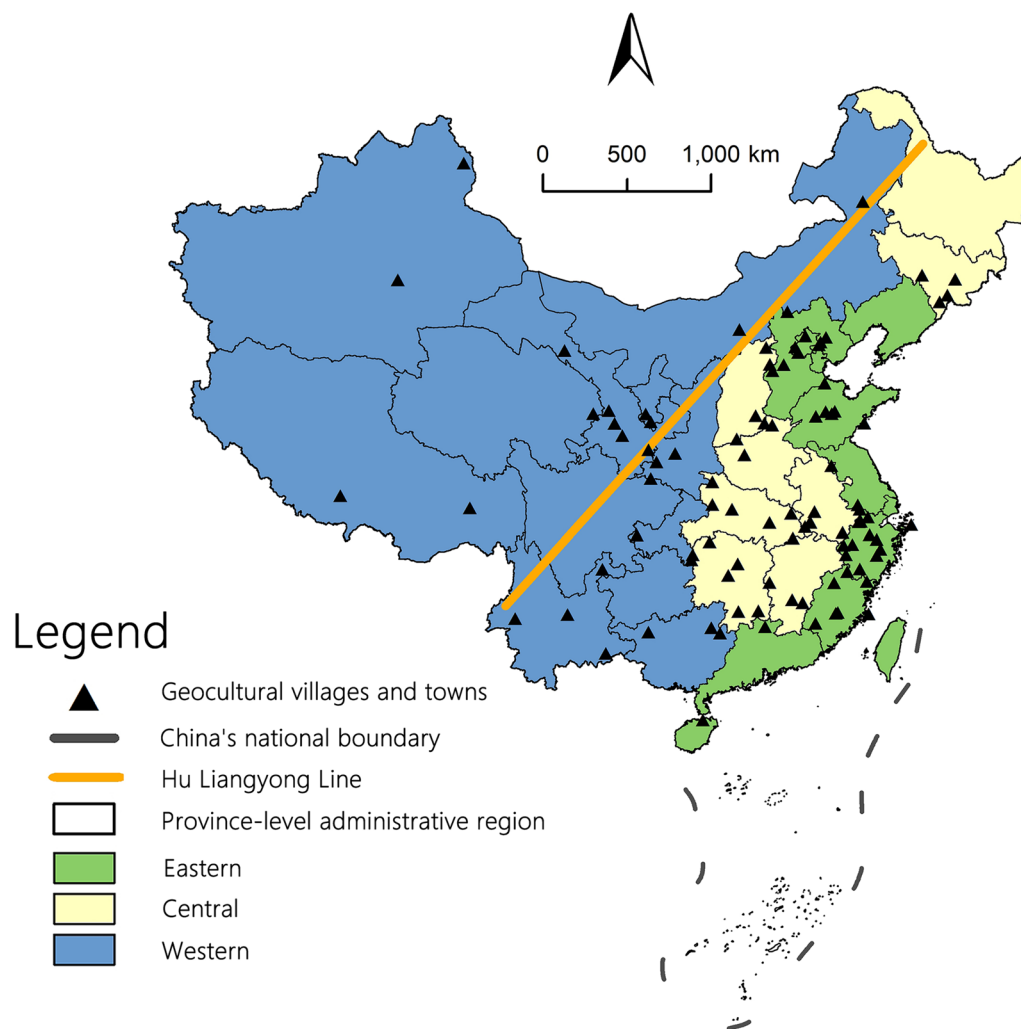 0 500 1,000 km
Legend
Geocultural villages and towns
China's national boundary
Hu Liangyong Line
Province-level administrative region
Eastern
Central
Western